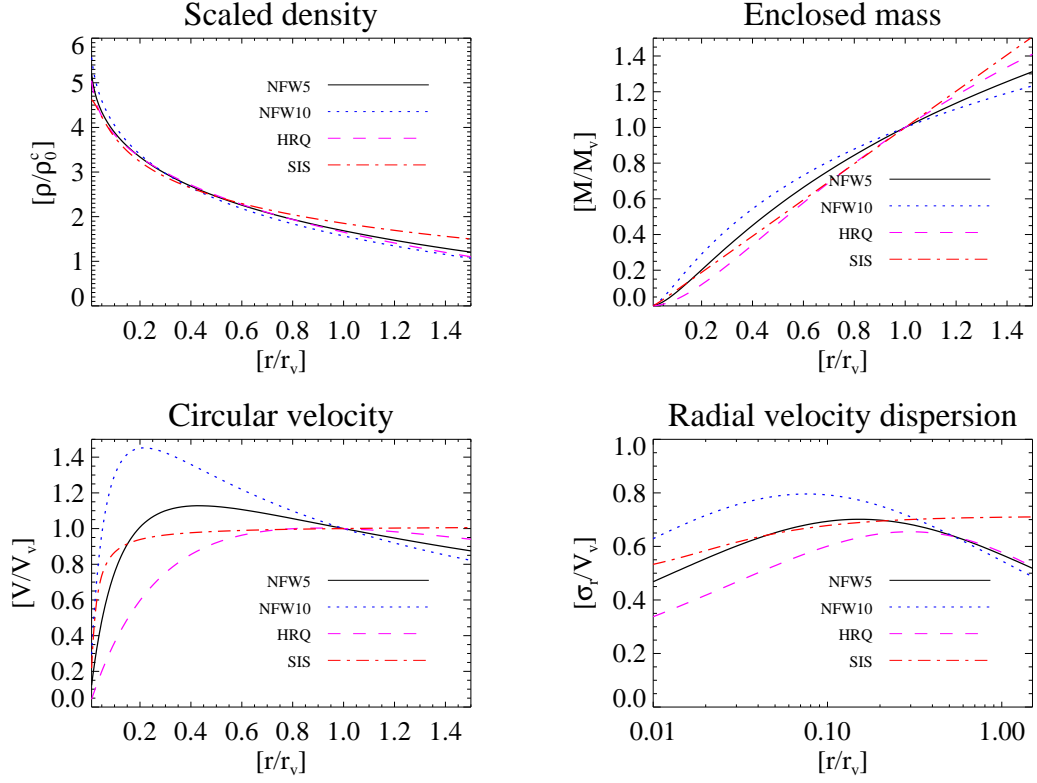 Scaled density
[ρ/ρ₀ᶜ]
6
5
4
3
2
1
0
NFW5
NFW10
HRQ
SIS
0.2 0.4 0.6 0.8 1.0 1.2 1.4
[r/rᵥ]
Enclosed mass
[M/Mᵥ]
1.4
1.2
1.0
0.8
0.6
0.4
0.2
0.0
NFW5
NFW10
HRQ
SIS
0.2 0.4 0.6 0.8 1.0 1.2 1.4
[r/rᵥ]
Circular velocity
[V/Vᵥ]
1.4
1.2
1.0
0.8
0.6
0.4
0.2
0.0
NFW5
NFW10
HRQ
SIS
0.2 0.4 0.6 0.8 1.0 1.2 1.4
[r/rᵥ]
Radial velocity dispersion
[σᵣ/Vᵥ]
1.0
0.8
0.6
0.4
0.2
0.0
NFW5
NFW10
HRQ
SIS
0.01 0.10 1.00
[r/rᵥ]